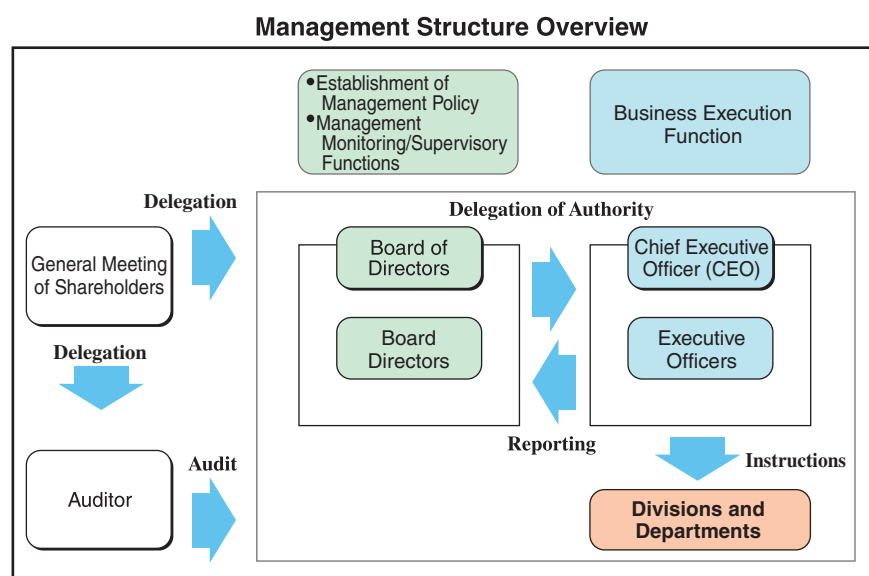 Management Structure Overview
•Establishment of
Management Policy
•Management
Monitoring/Supervisory
Functions
Business Execution
Function
Delegation
Delegation of Authority
General Meeting
of Shareholders
Board of
Directors
Chief Executive
Officer (CEO)
Board
Directors
Executive
Officers
Delegation
Reporting
Auditor
Audit
Instructions
Divisions and
Departments